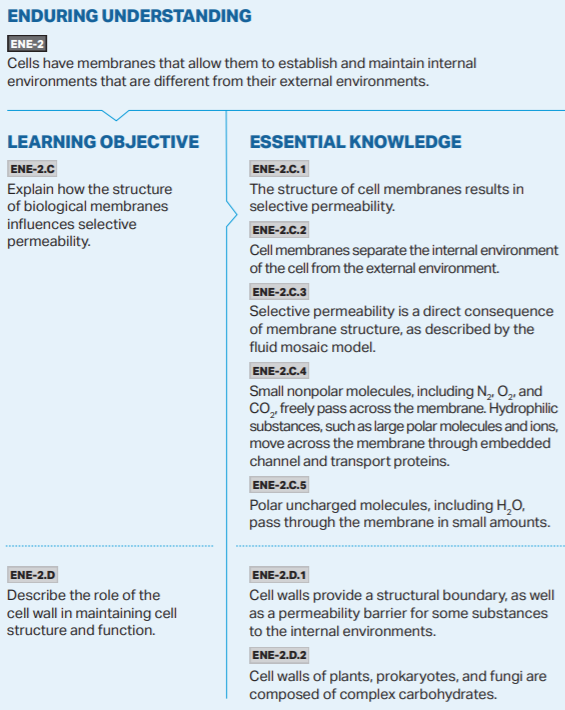 ENDURING UNDERSTANDING
ENE-2
Cells have membranes that allow them to establish and maintain internal
environments that are different from their external environments.
LEARNING OBJECTIVE
ENE-2.C
Explain how the structure
of biological membranes
influences selective
permeability.
ESSENTIAL KNOWLEDGE
ENE-2.C.1
The structure of cell membranes results in
selective permeability.
ENE-2.C.2
Cell membranes separate the internal environment
of the cell from the external environment.
ENE-2.C.3
Selective permeability is a direct consequence
of membrane structure, as described by the
fluid mosaic model.
ENE-2.C.4
Small nonpolar molecules, including N₂, O₂, and
CO₂, freely pass across the membrane. Hydrophilic
substances, such as large polar molecules and ions,
move across the membrane through embedded
channel and transport proteins.
ENE-2.C.5
Polar uncharged molecules, including H₂O,
pass through the membrane in small amounts.
ENE-2.D
Describe the role of the
cell wall in maintaining cell
structure and function.
ENE-2.D.1
Cell walls provide a structural boundary, as well
as a permeability barrier for some substances
to the internal environments.
ENE-2.D.2
Cell walls of plants, prokaryotes, and fungi are
composed of complex carbohydrates.